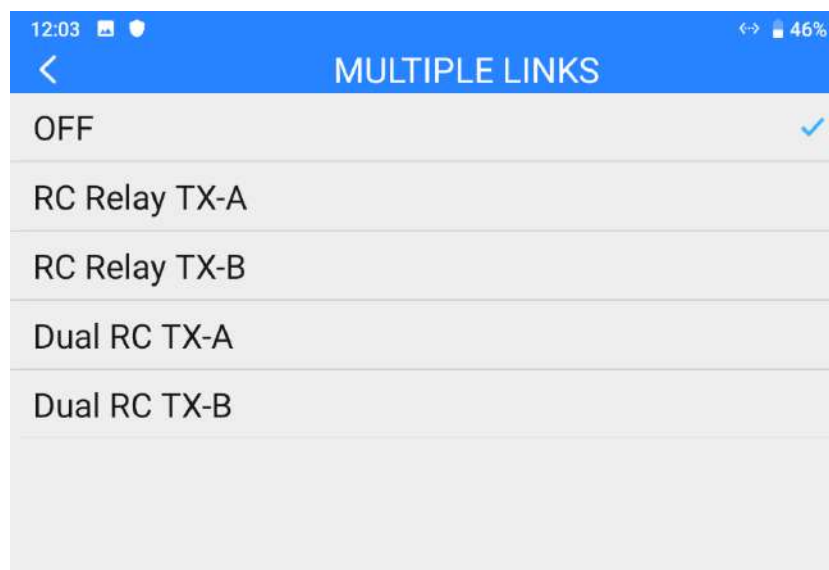 12:03 46%
MULTIPLE LINKS
OFF
RC Relay TX-A
RC Relay TX-B
Dual RC TX-A
Dual RC TX-B